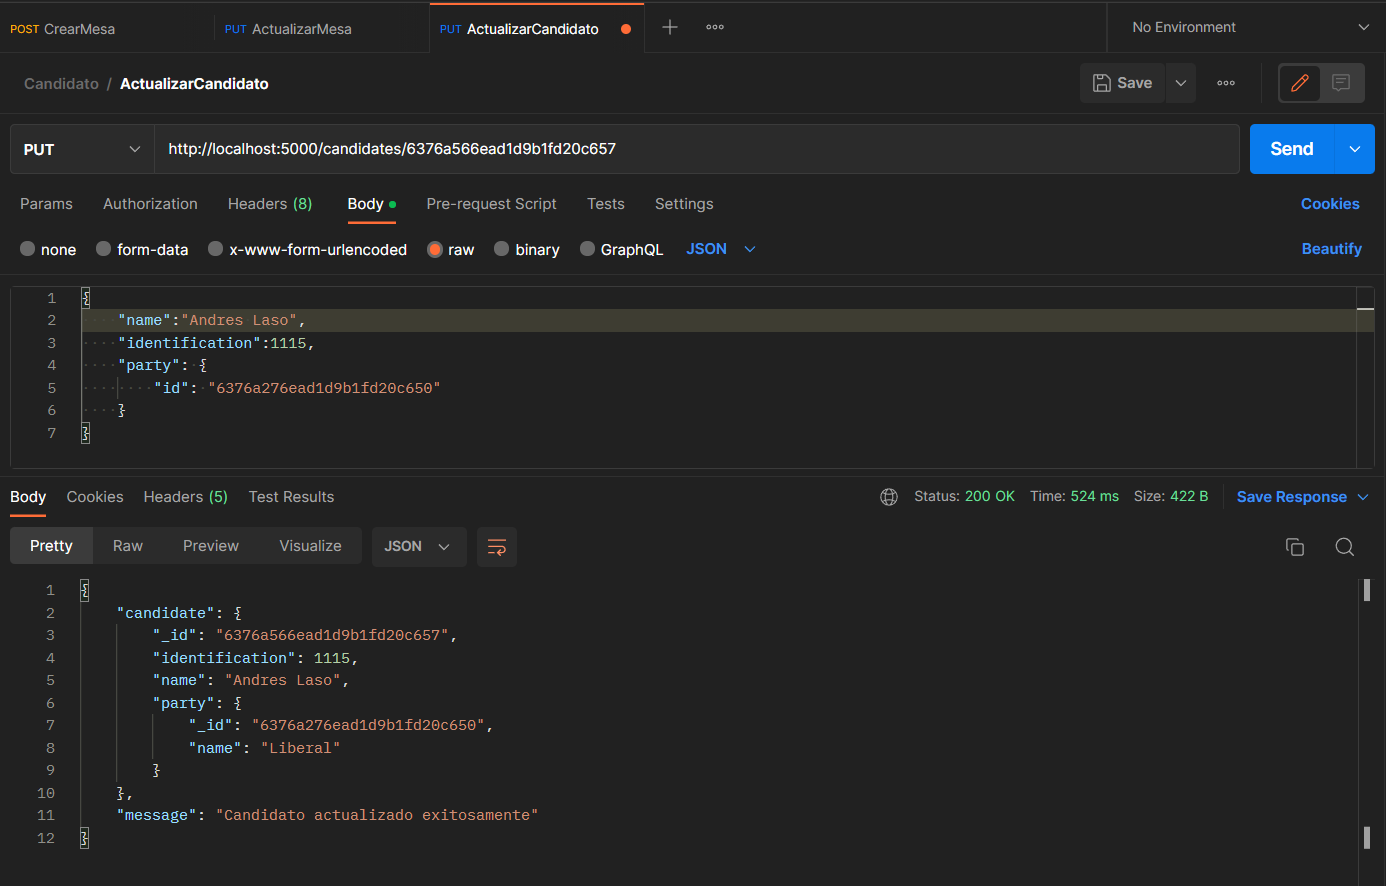 POST CrearMesa PUT ActualizarMesa PUT ActualizarCandidato No Environment
Candidato / ActualizarCandidato Save
PUT http://localhost:5000/candidates/6376a566ead1d9b1fd20c657 Send
Params Authorization Headers (8) Body Pre-request Script Tests Settings Cookies
none form-data x-www-form-urlencoded raw binary GraphQL JSON Beautify
1 {
2 "name":"Andres Laso",
3 "identification":1115,
4 "party": {
5 "id": "6376a276ead1d9b1fd20c650"
6 }
7 }
Body Cookies Headers (5) Test Results Status: 200 OK Time: 524 ms Size: 422 B Save Response
Pretty Raw Preview Visualize JSON
1 {
2 "candidate": {
3 "_id": "6376a566ead1d9b1fd20c657",
4 "identification": 1115,
5 "name": "Andres Laso",
6 "party": {
7 "_id": "6376a276ead1d9b1fd20c650",
8 "name": "Liberal"
9 }
10 },
11 "message": "Candidato actualizado exitosamente"
12 }